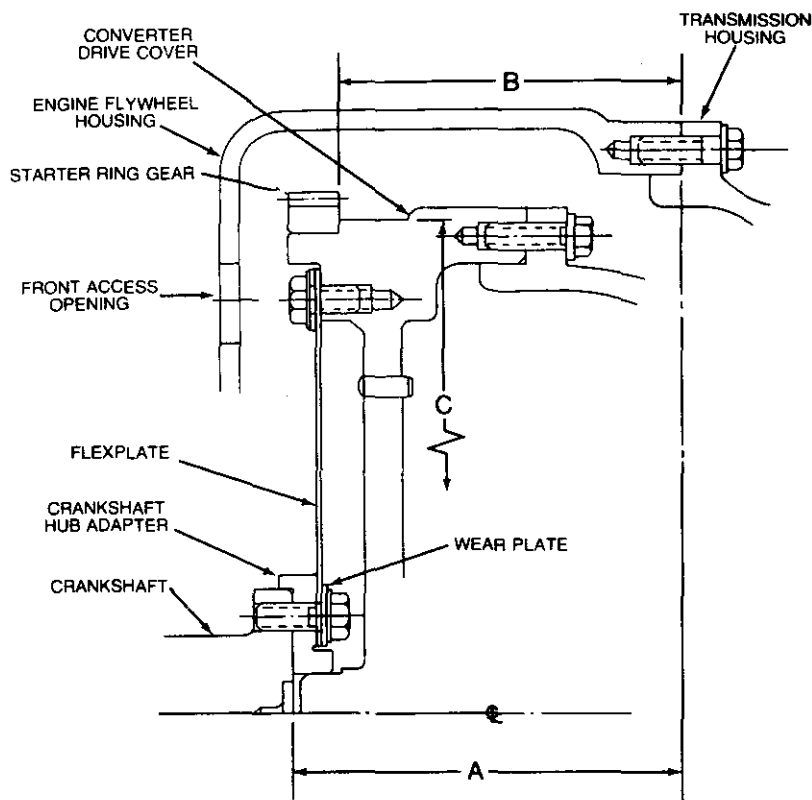 TRANSMISSION
HOUSING
CONVERTER
DRIVE COVER
B
ENGINE FLYWHEEL
HOUSING
STARTER RING GEAR
FRONT ACCESS
OPENING
C
FLEXPLATE
CRANKSHAFT
HUB ADAPTER
WEAR PLATE
CRANKSHAFT
℄
A